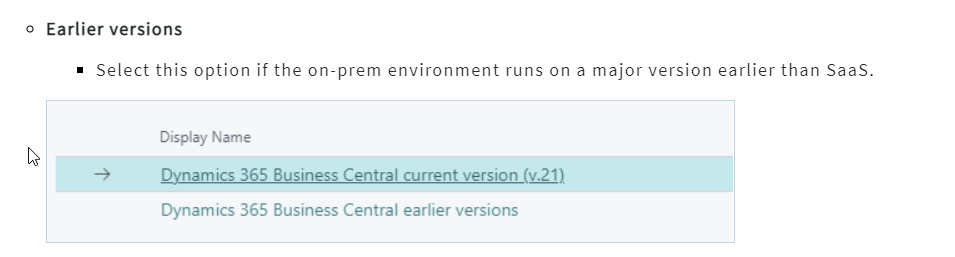 Earlier versions
Select this option if the on-prem environment runs on a major version earlier than SaaS.
Display Name
Dynamics 365 Business Central current version (v.21)
Dynamics 365 Business Central earlier versions